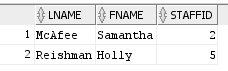 LNAME FNAME STAFFID
1 McAfee Samantha 2
2 Reishman Holly 5